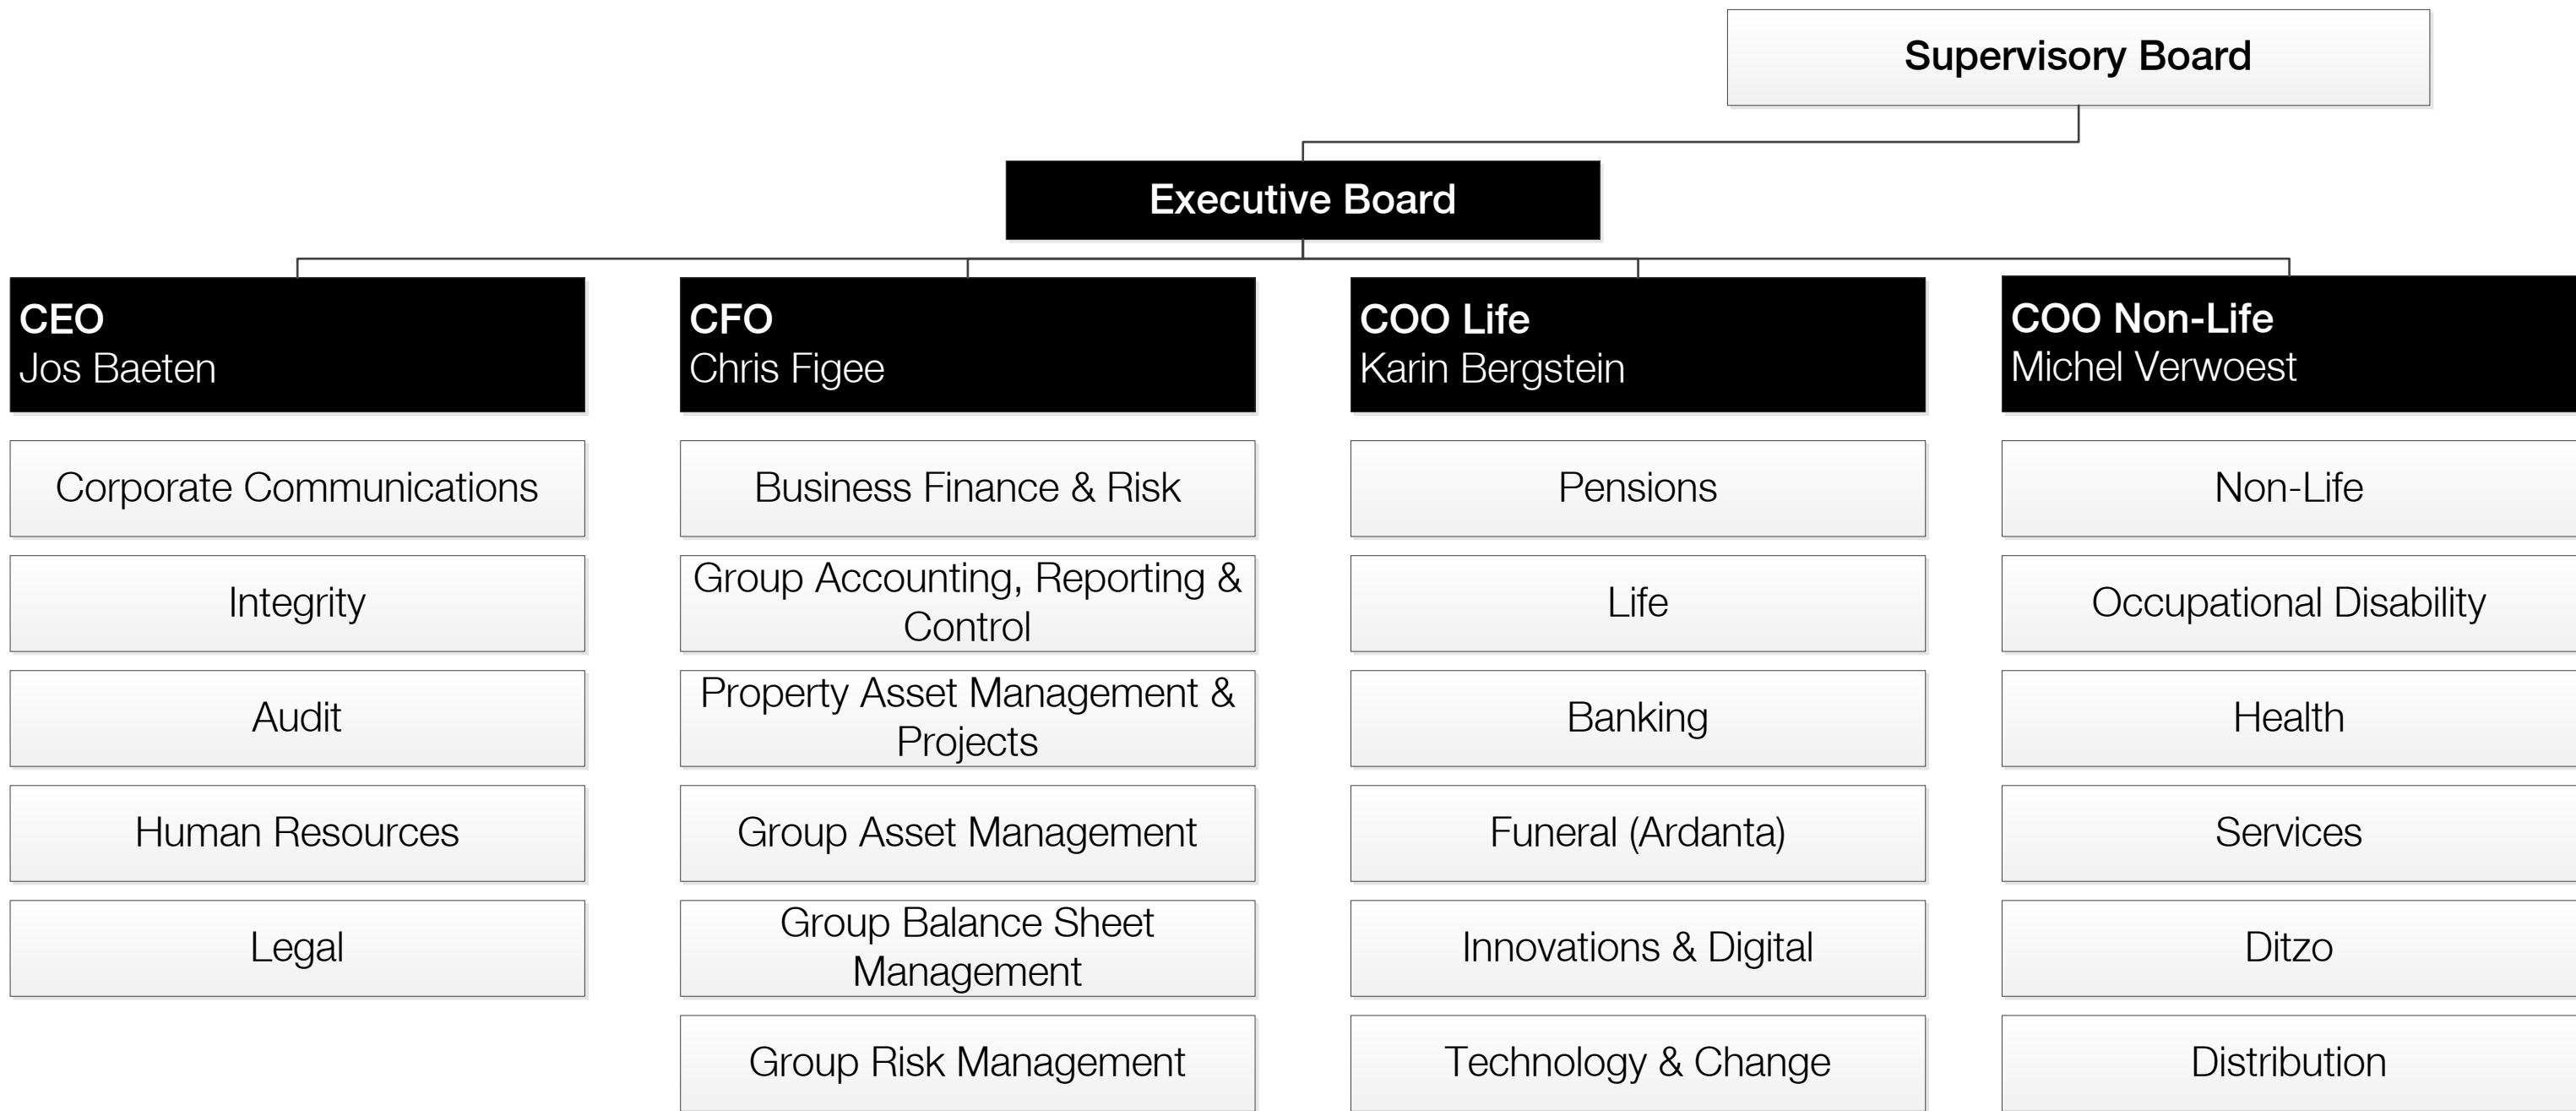 Supervisory Board
Executive Board
CEO
Jos Baeten
Corporate Communications
Integrity
Audit
Human Resources
Legal
CFO
Chris Figee
Business Finance & Risk
Group Accounting, Reporting &
Control
Property Asset Management &
Projects
Group Asset Management
Group Balance Sheet
Management
Group Risk Management
COO Life
Karin Bergstein
Pensions
Life
Banking
Funeral (Ardanta)
Innovations & Digital
Technology & Change
COO Non-Life
Michel Verwoest
Non-Life
Occupational Disability
Health
Services
Ditzo
Distribution